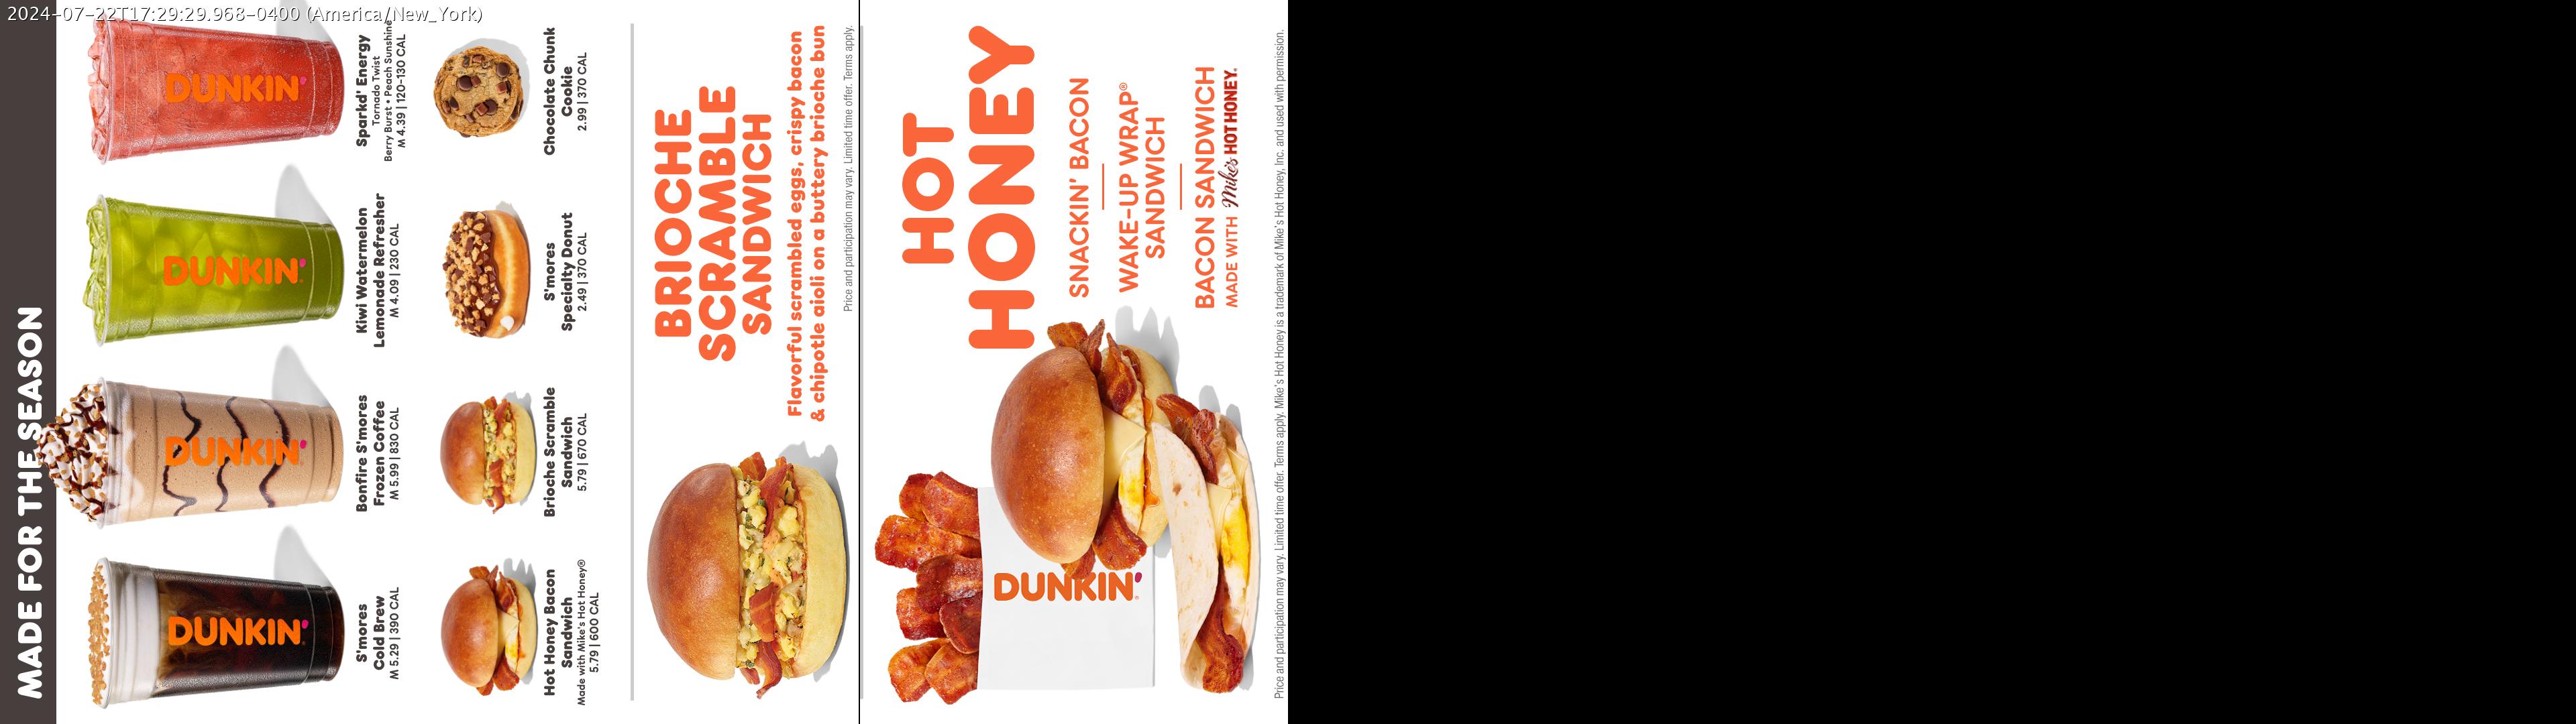 2024-07-22T17:29:29.968-0400 (America/New_York)
MADE FOR THE SEASON
DUNKIN'
S'mores
Cold Brew
M 5.29 | 390 CAL
DUNKIN'
Bonfire S'mores
Frozen Coffee
M 5.99 | 830 CAL
DUNKIN'
Kiwi Watermelon
Lemonade Refresher
M 4.09 | 230 CAL
DUNKIN'
Sparkd' Energy
Tornado Twist
Berry Burst • Peach Sunshine
M 4.39 | 120-130 CAL
Hot Honey Bacon
Sandwich
Made with Mike's Hot Honey®
5.79 | 600 CAL
Brioche Scramble
Sandwich
5.79 | 670 CAL
S'mores
Specialty Donut
2.49 | 370 CAL
Chocolate Chunk
Cookie
2.99 | 370 CAL
BRIOCHE
SCRAMBLE
SANDWICH
Flavorful scrambled eggs, crispy bacon
& chipotle aioli on a buttery brioche bun
Price and participation may vary. Limited time offer. Terms apply.
HOT
HONEY
SNACKIN' BACON
WAKE-UP WRAP®
SANDWICH
BACON SANDWICH
MADE WITH Mike's HOT HONEY.
DUNKIN'
Price and participation may vary. Limited time offer. Terms apply. Mike's Hot Honey is a trademark of Mike's Hot Honey, Inc. and used with permission.